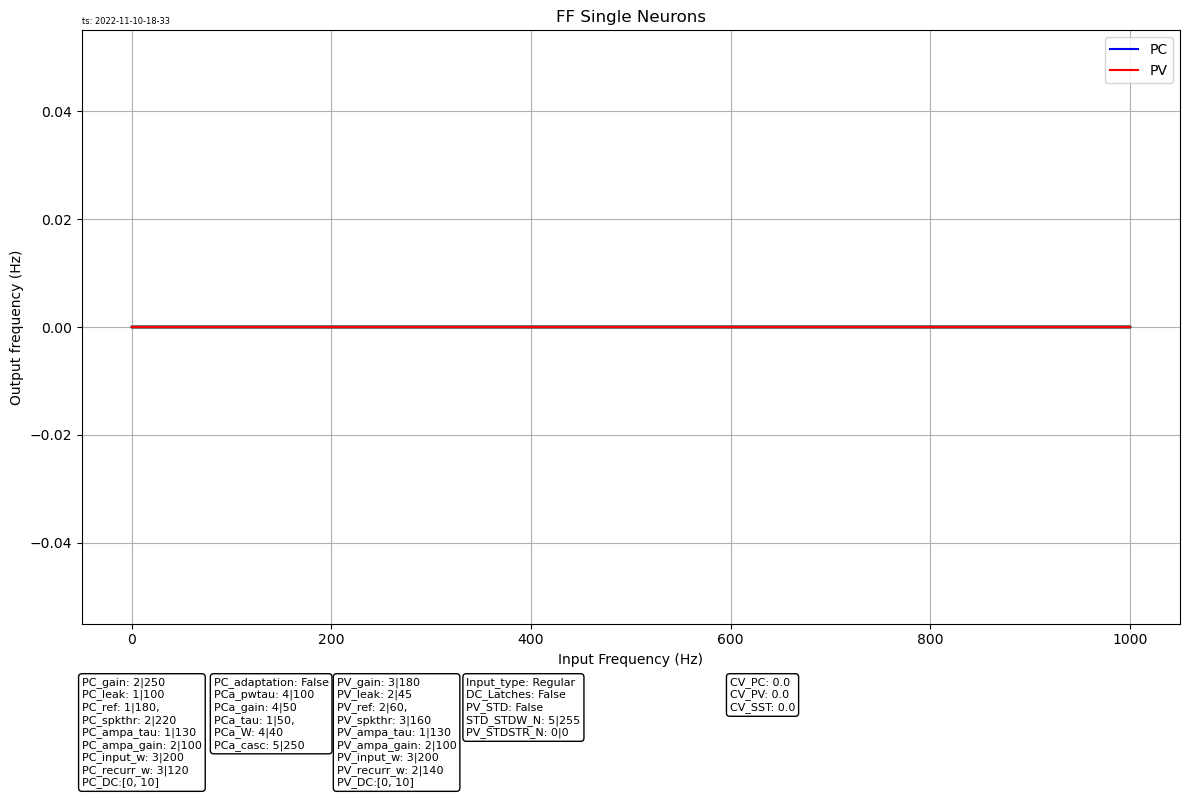 ts: 2022-11-10-18-33
FF Single Neurons
PC
PV
0.04
0.02
0.00
−0.02
−0.04
Output frequency (Hz)
0
200
400
600
800
1000
Input Frequency (Hz)
PC_gain: 2|250
PC_leak: 1|100
PC_ref: 1|180,
PC_spkthr: 2|220
PC_ampa_tau: 1|130
PC_ampa_gain: 2|100
PC_input_w: 3|200
PC_recurr_w: 3|120
PC_DC:[0, 10]
PC_adaptation: False
PCa_pwtau: 4|100
PCa_gain: 4|50
PCa_tau: 1|50,
PCa_W: 4|40
PCa_casc: 5|250
PV_gain: 3|180
PV_leak: 2|45
PV_ref: 2|60,
PV_spkthr: 3|160
PV_ampa_tau: 1|130
PV_ampa_gain: 2|100
PV_input_w: 3|200
PV_recurr_w: 2|140
PV_DC:[0, 10]
Input_type: Regular
DC_Latches: False
PV_STD: False
STD_STDW_N: 5|255
PV_STDSTR_N: 0|0
CV_PC: 0.0
CV_PV: 0.0
CV_SST: 0.0